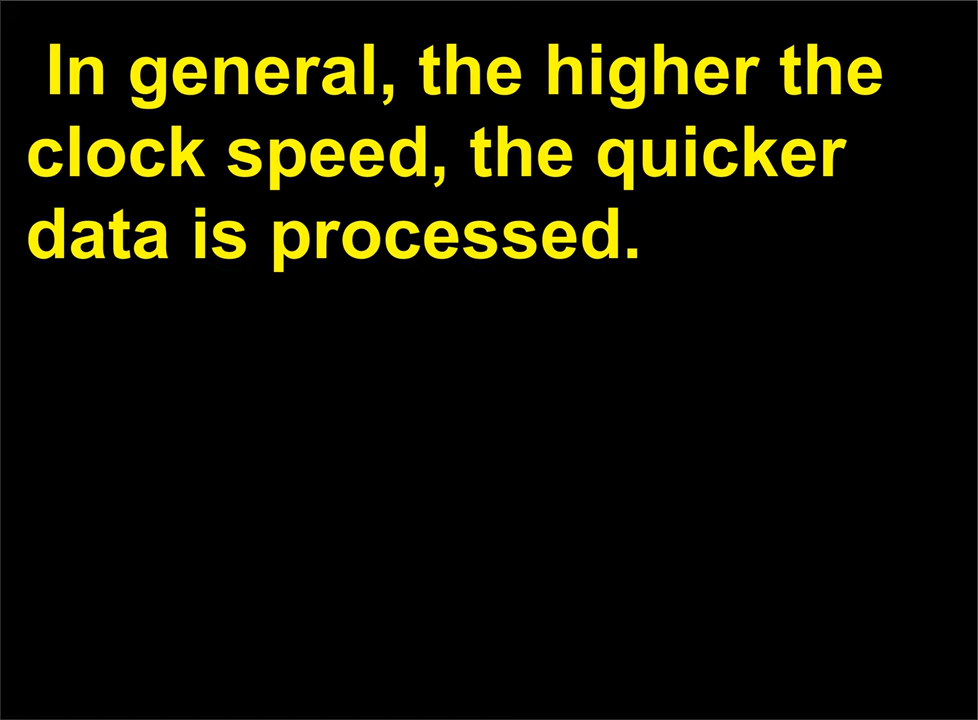 In general, the higher the
clock speed, the quicker
data is processed.